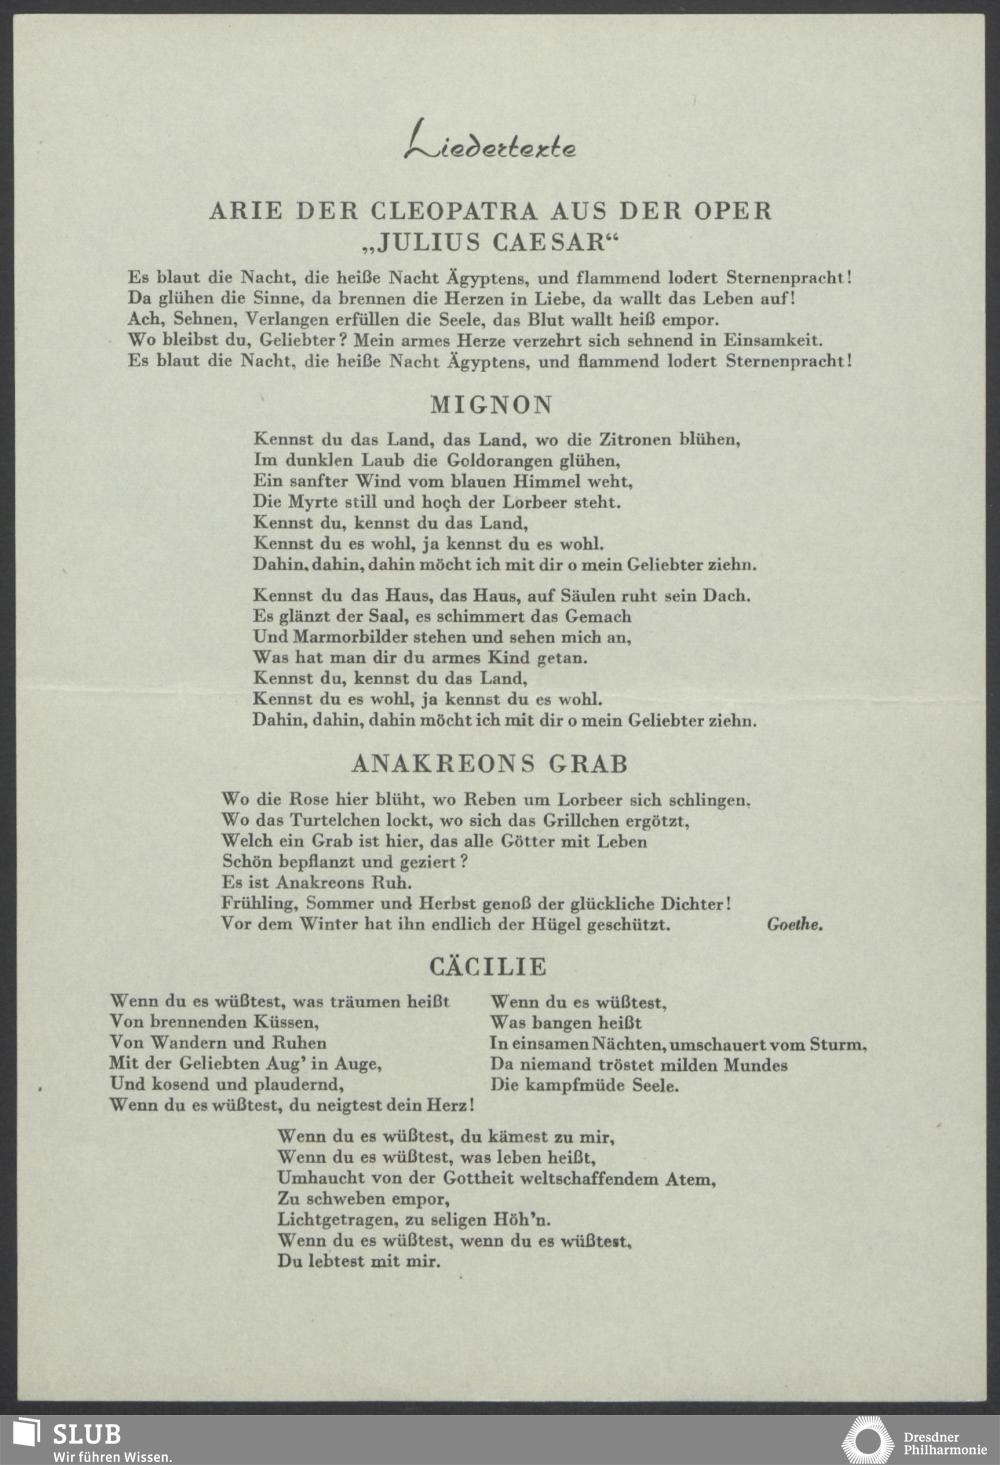 Liedertexte
ARIE DER CLEOPATRA AUS DER OPER
„JULIUS CAESAR“
Es blaut die Nacht, die heiße Nacht Ägyptens, und flammend lodert Sternenpracht!
Da glühen die Sinne, da brennen die Herzen in Liebe, da wallt das Leben auf!
Ach, Sehnen, Verlangen erfüllen die Seele, das Blut wallt heiß empor.
Wo bleibst du, Geliebter? Mein armes Herze verzehrt sich sehnend in Einsamkeit.
Es blaut die Nacht, die heiße Nacht Ägyptens, und flammend lodert Sternenpracht!
MIGNON
Kennst du das Land, das Land, wo die Zitronen blühen,
Im dunklen Laub die Goldorangen glühen,
Ein sanfter Wind vom blauen Himmel weht,
Die Myrte still und hoch der Lorbeer steht.
Kennst du, kennst du das Land,
Kennst du es wohl, ja kennst du es wohl.
Dahin, dahin, dahin möcht ich mit dir o mein Geliebter ziehn.
Kennst du das Haus, das Haus, auf Säulen ruht sein Dach.
Es glänzt der Saal, es schimmert das Gemach
Und Marmorbilder stehen und sehen mich an,
Was hat man dir du armes Kind getan.
Kennst du, kennst du das Land,
Kennst du es wohl, ja kennst du es wohl.
Dahin, dahin, dahin möcht ich mit dir o mein Geliebter ziehn.
ANAKREONS GRAB
Wo die Rose hier blüht, wo Reben um Lorbeer sich schlingen,
Wo das Turtelchen lockt, wo sich das Grillchen ergötzt,
Welch ein Grab ist hier, das alle Götter mit Leben
Schön bepflanzt und geziert?
Es ist Anakreons Ruh.
Frühling, Sommer und Herbst genoß der glückliche Dichter!
Vor dem Winter hat ihn endlich der Hügel geschützt. Goethe.
CÄCILIE
Wenn du es wüßtest, was träumen heißt
Von brennenden Küssen,
Von Wandern und Ruhen
Mit der Geliebten Aug’ in Auge,
Und kosend und plaudernd,
Wenn du es wüßtest, du neigtest dein Herz!
Wenn du es wüßtest,
Was bangen heißt
In einsamen Nächten, umschauert vom Sturm,
Da niemand tröstet milden Mundes
Die kampfmüde Seele.
Wenn du es wüßtest, du kämest zu mir,
Wenn du es wüßtest, was leben heißt,
Umhaucht von der Gottheit weltschaffendem Atem,
Zu schweben empor,
Lichtgetragen, zu seligen Höh’n.
Wenn du es wüßtest, wenn du es wüßtest,
Du lebtest mit mir.
SLUB
Wir führen Wissen.
Dresdner
Philharmonie